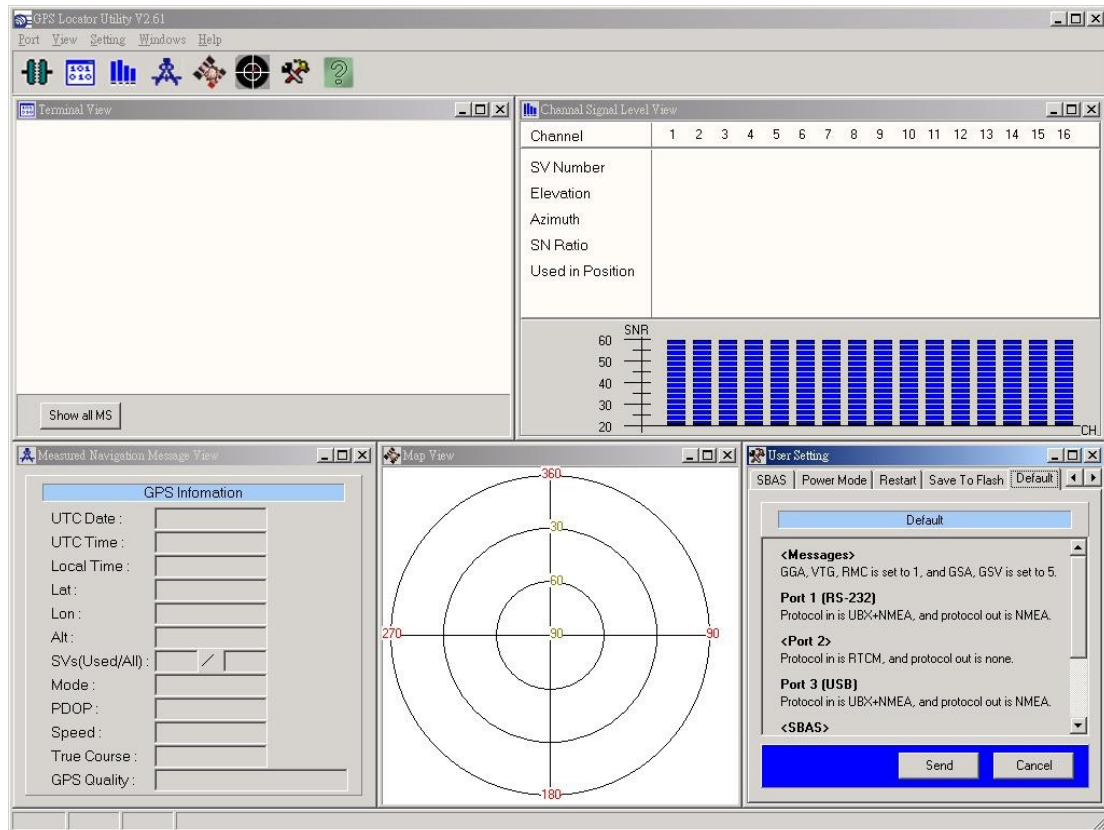 GPS Locator Utility V2.61
Port View Setting Windows Help
101
010
?
Terminal View
Show all MS
Channal Signal Level View
Channel 1 2 3 4 5 6 7 8 9 10 11 12 13 14 15 16
SV Number
Elevation
Azimuth
SN Ratio
Used in Position
SNR
60
50
40
30
20
CH.
Measured Navigation Message View
GPS Infomation
UTC Date :
UTC Time :
Local Time :
Lat :
Lon :
Alt :
SVs(Used/All) : /
Mode :
PDOP :
Speed :
True Course :
GPS Quality :
Map View
360
30
60
270 90 90
180
User Setting
SBAS Power Mode Restart Save To Flash Default
Default
<Messages>
GGA, VTG, RMC is set to 1, and GSA, GSV is set to 5.
Port 1 (RS-232)
Protocol in is UBX+NMEA, and protocol out is NMEA.
<Port 2>
Protocol in is RTCM, and protocol out is none.
Port 3 (USB)
Protocol in is UBX+NMEA, and protocol out is NMEA.
<SBAS>
Send Cancel